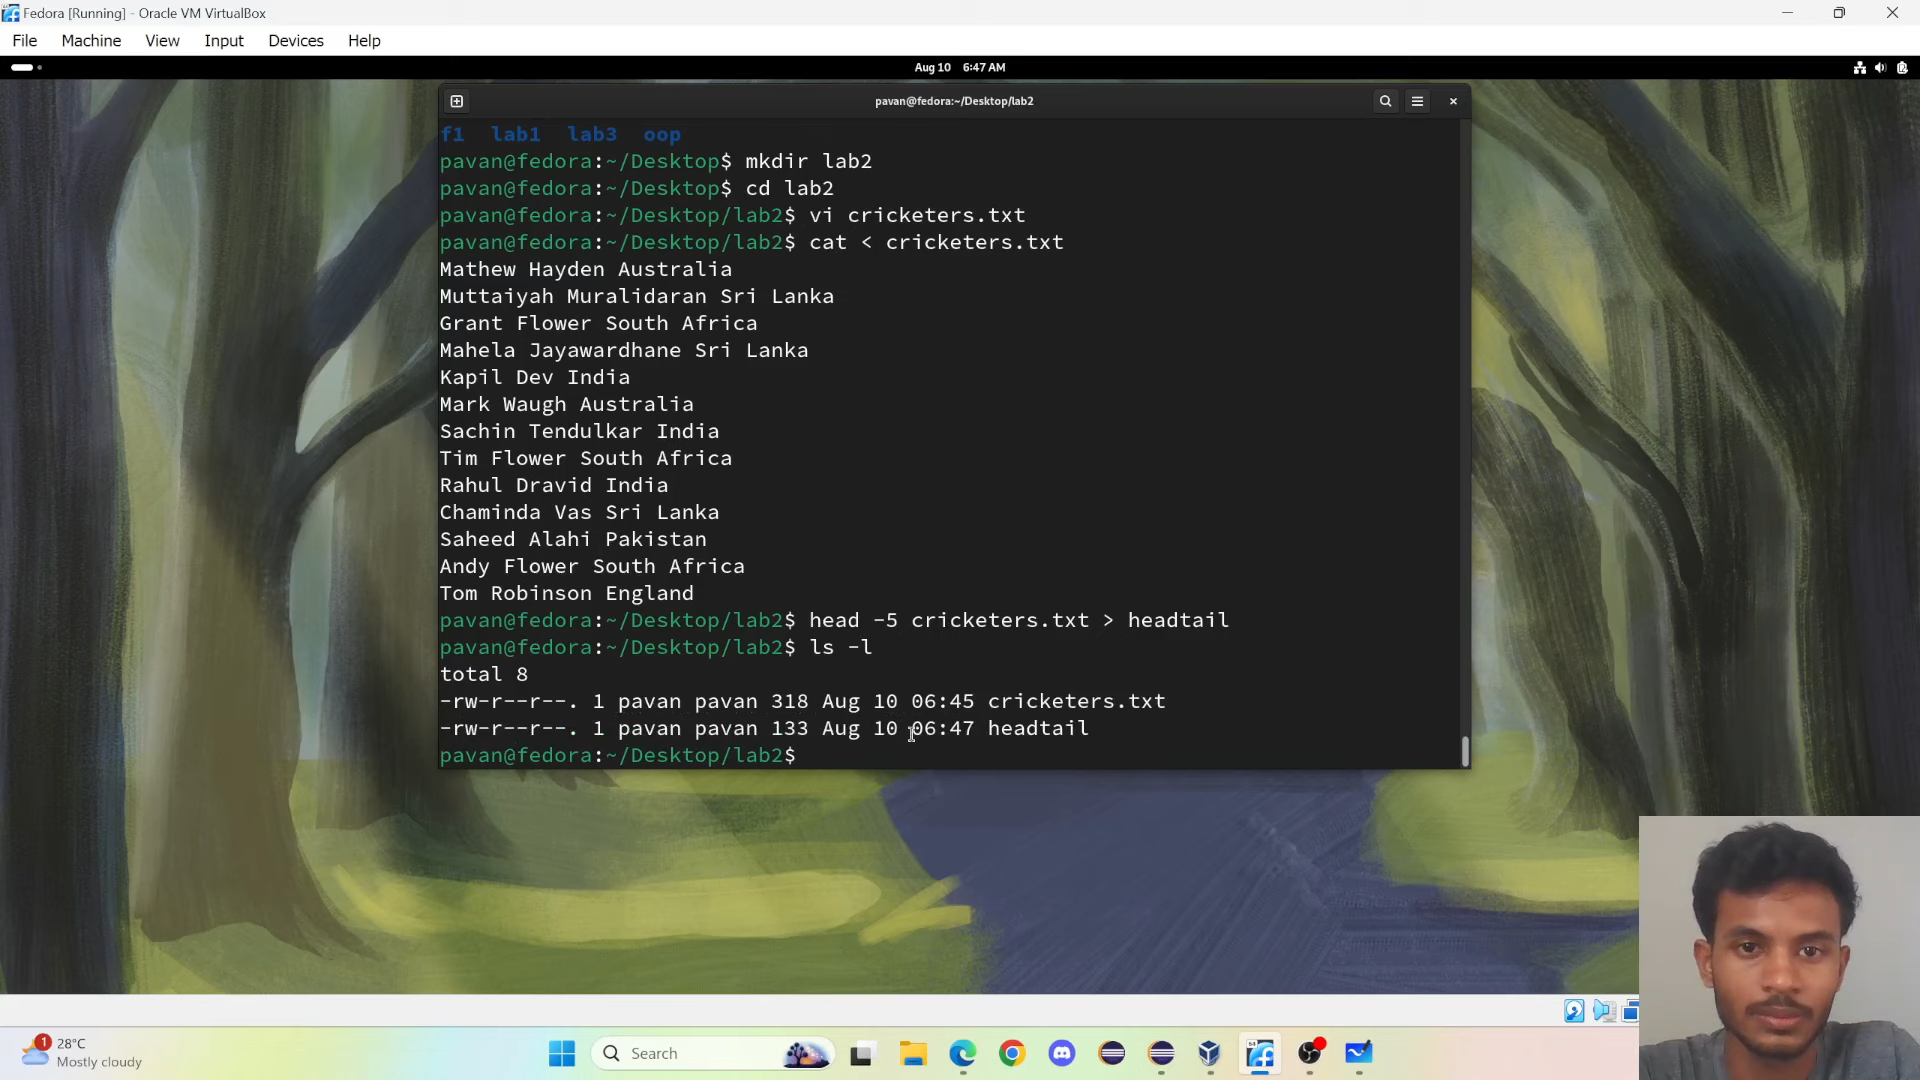 Fedora [Running] - Oracle VM VirtualBox
File Machine View Input Devices Help
Aug 10 6:47 AM
pavan@fedora:~/Desktop/lab2
f1 lab1 lab3 oop
pavan@fedora:~/Desktop$ mkdir lab2
pavan@fedora:~/Desktop$ cd lab2
pavan@fedora:~/Desktop/lab2$ vi cricketers.txt
pavan@fedora:~/Desktop/lab2$ cat < cricketers.txt
Mathew Hayden Australia
Muttaiyah Muralidaran Sri Lanka
Grant Flower South Africa
Mahela Jayawardhane Sri Lanka
Kapil Dev India
Mark Waugh Australia
Sachin Tendulkar India
Tim Flower South Africa
Rahul Dravid India
Chaminda Vas Sri Lanka
Saheed Alahi Pakistan
Andy Flower South Africa
Tom Robinson England
pavan@fedora:~/Desktop/lab2$ head -5 cricketers.txt > headtail
pavan@fedora:~/Desktop/lab2$ ls -l
total 8
-rw-r--r--. 1 pavan pavan 318 Aug 10 06:45 cricketers.txt
-rw-r--r--. 1 pavan pavan 133 Aug 10 06:47 headtail
pavan@fedora:~/Desktop/lab2$
1
28°C
Mostly cloudy
Search